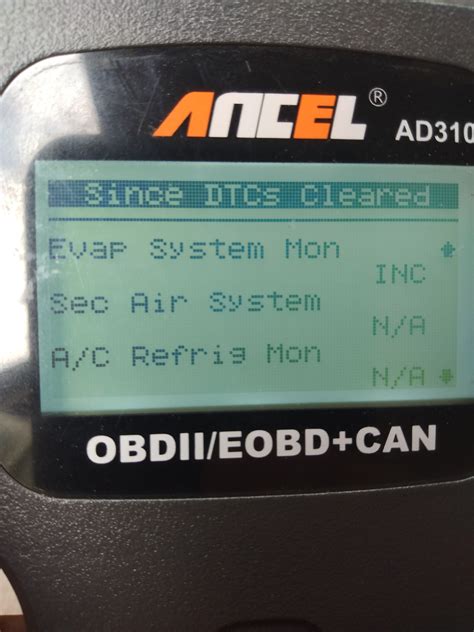 ANCEL ®
AD310
Since DTCs Cleared
Evap System Mon
INC
Sec Air System
N/A
A/C Refrig Mon
N/A
OBDII/EOBD+CAN